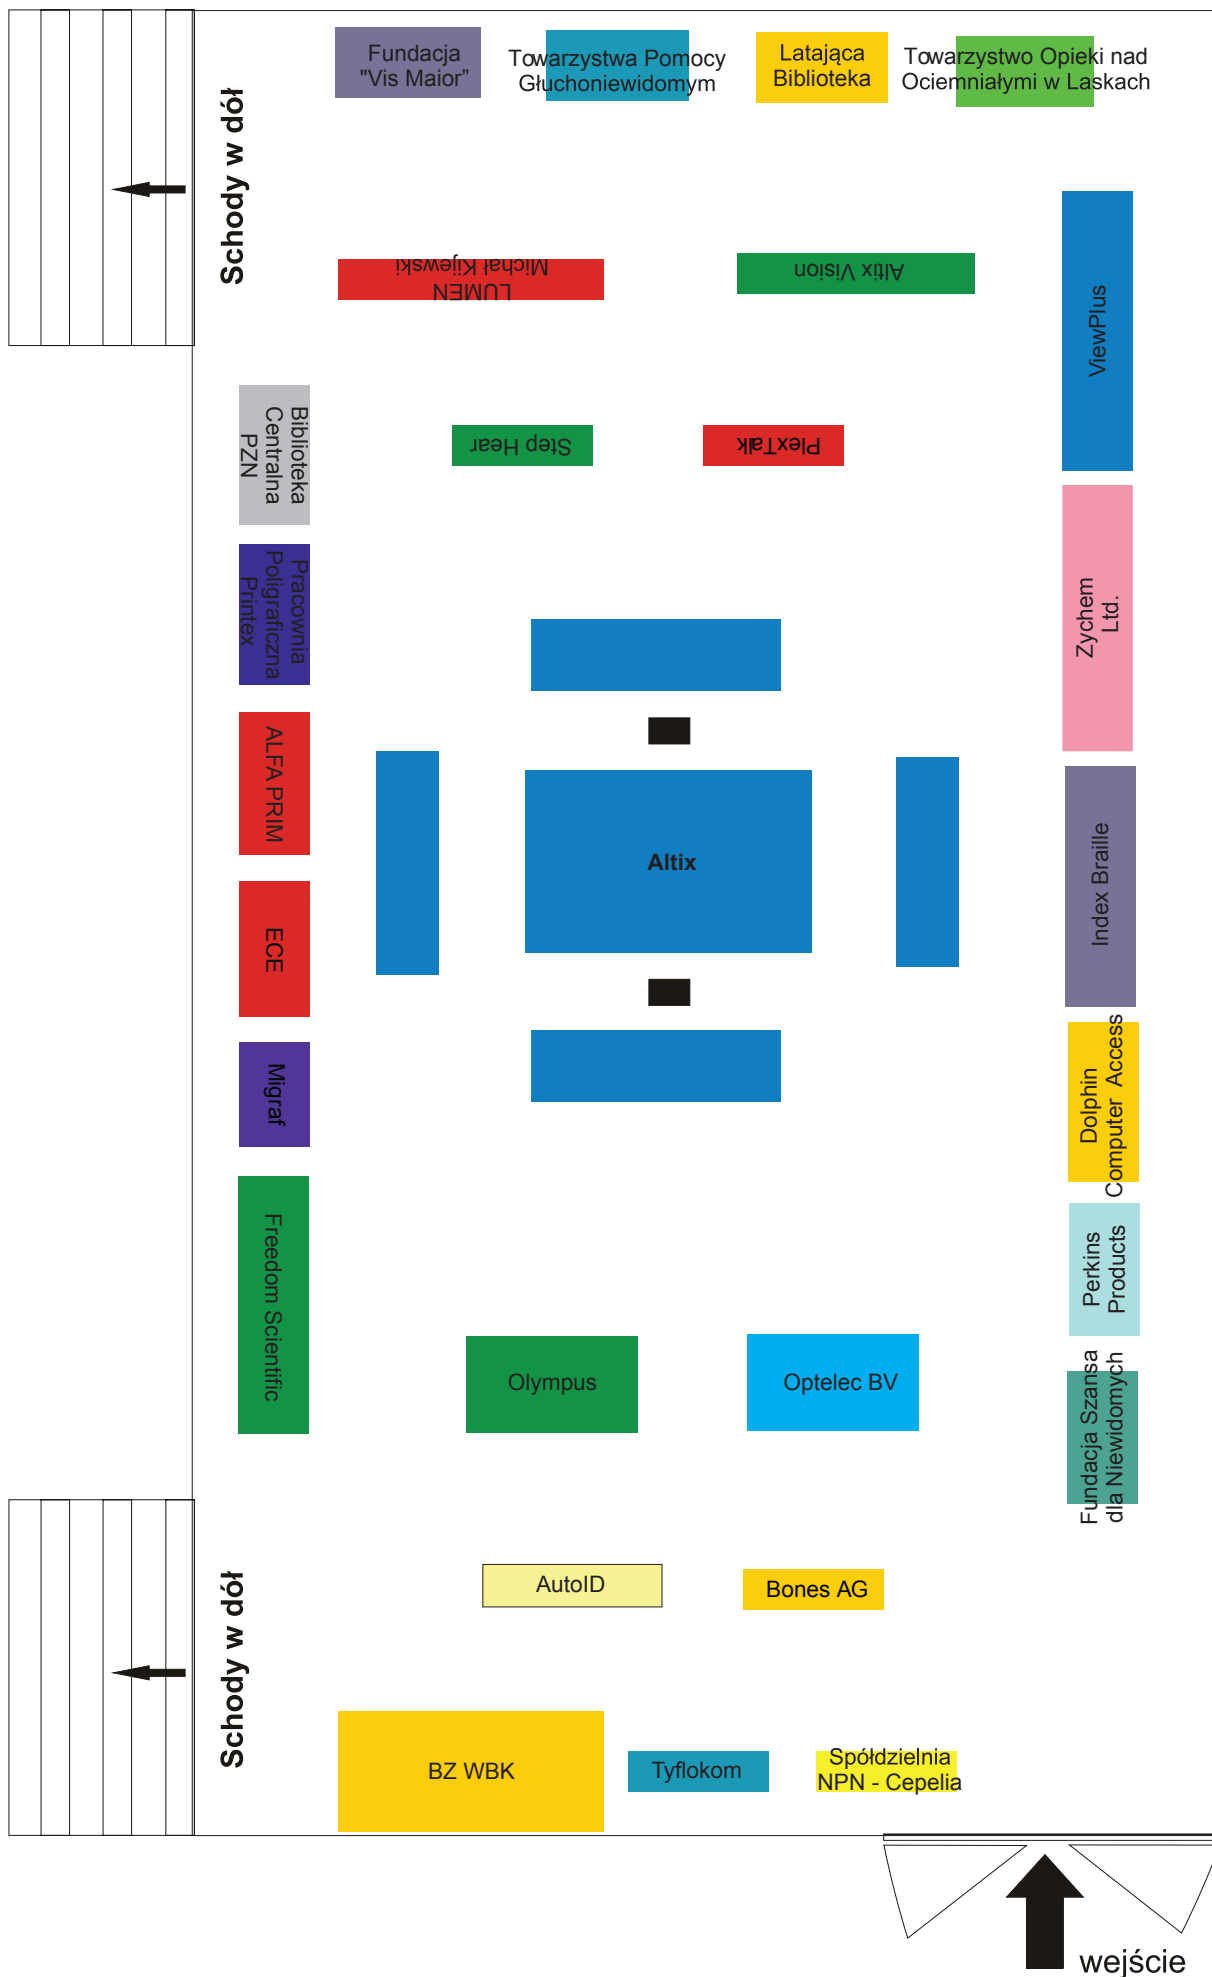 Fundacja
"Vis Maior”
Towarzystwa Pomocy
Głuchoniewidomym
Latająca
Biblioteka
Towarzystwo Opieki nad
Ociemniałymi w Laskach
Schody w dół
LUMEN
Michał Kijewski
Altix Vision
ViewPlus
Biblioteka
Centralna
PZN
Step Hear
PlexTalk
Zychem
Ltd.
Pracownia
Poligraficzna
Printex
ALFA PRIM
Altix
Index Braille
ECE
Migraf
Dolphin
Computer Access
Freedom Scientific
Perkins
Products
Olympus
Optelec BV
Fundacja Szansa
dla Niewidomych
Schody w dół
AutoID
Bones AG
BZ WBK
Tyflokom
Spółdzielnia
NPN - Cepelia
wejście